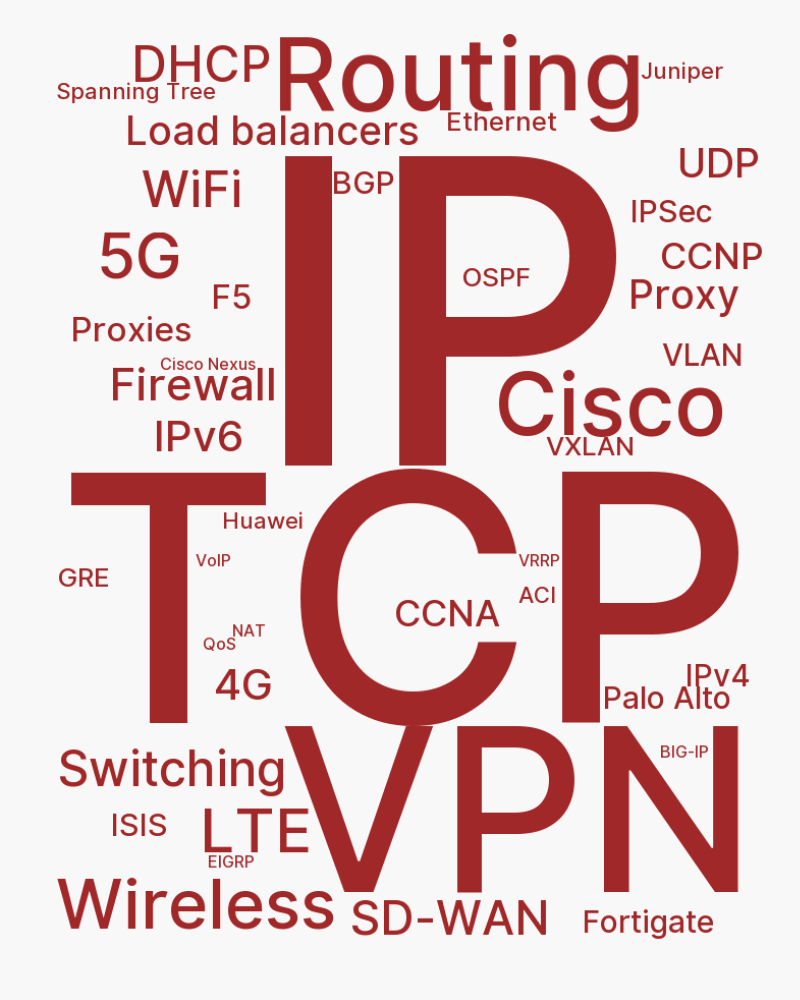 DHCP
Routing
Juniper
Spanning Tree
Load balancers
Ethernet
UDP
WiFi
BGP
IP
IPSec
5G
CCNP
OSPF
F5
Proxy
Proxies
VLAN
Cisco Nexus
Firewall
Cisco
IPv6
VXLAN
TCP
Huawei
VoIP
VRRP
GRE
ACI
CCNA
NAT
QoS
4G
IPv4
Palo Alto
VPN
BIG-IP
Switching
ISIS
LTE
EIGRP
Wireless
SD-WAN
Fortigate